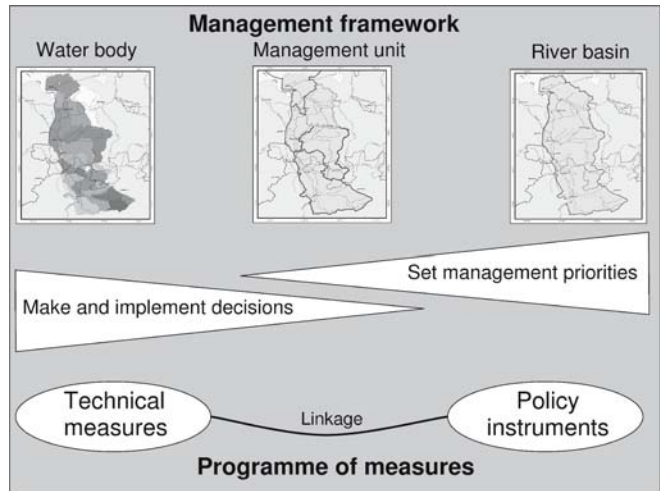 Management framework
Water body
Management unit
River basin
Set management priorities
Make and implement decisions
Technical
measures
Linkage
Policy
instruments
Programme of measures